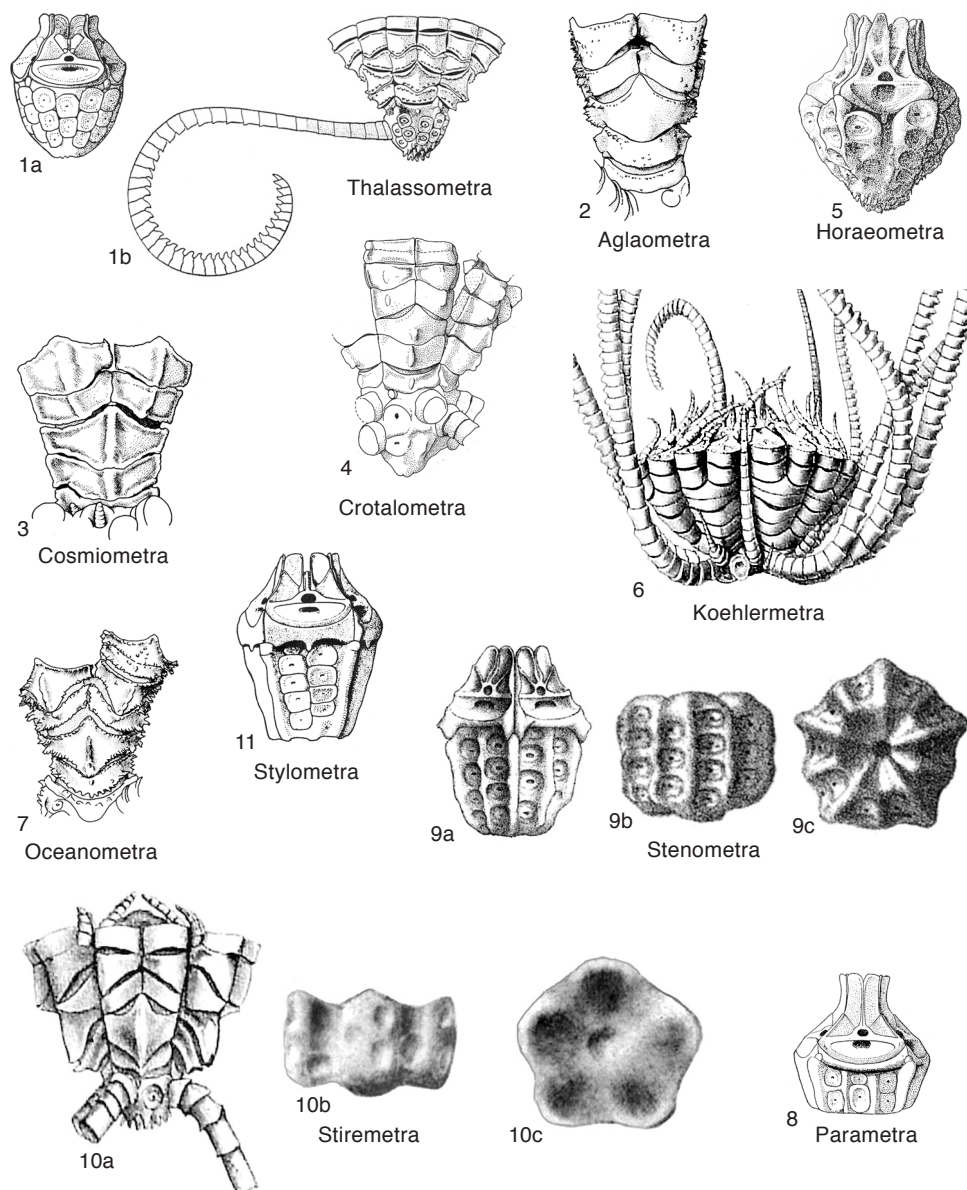 1a
1b
Thalassometra
2
Aglaometra
5
Horaeometra
3
Cosmiometra
4
Crotalometra
6
Koehlermetra
7
Oceanometra
11
Stylometra
9a
9b
9c
Stenometra
10a
10b
Stiremetra
10c
8
Parametra